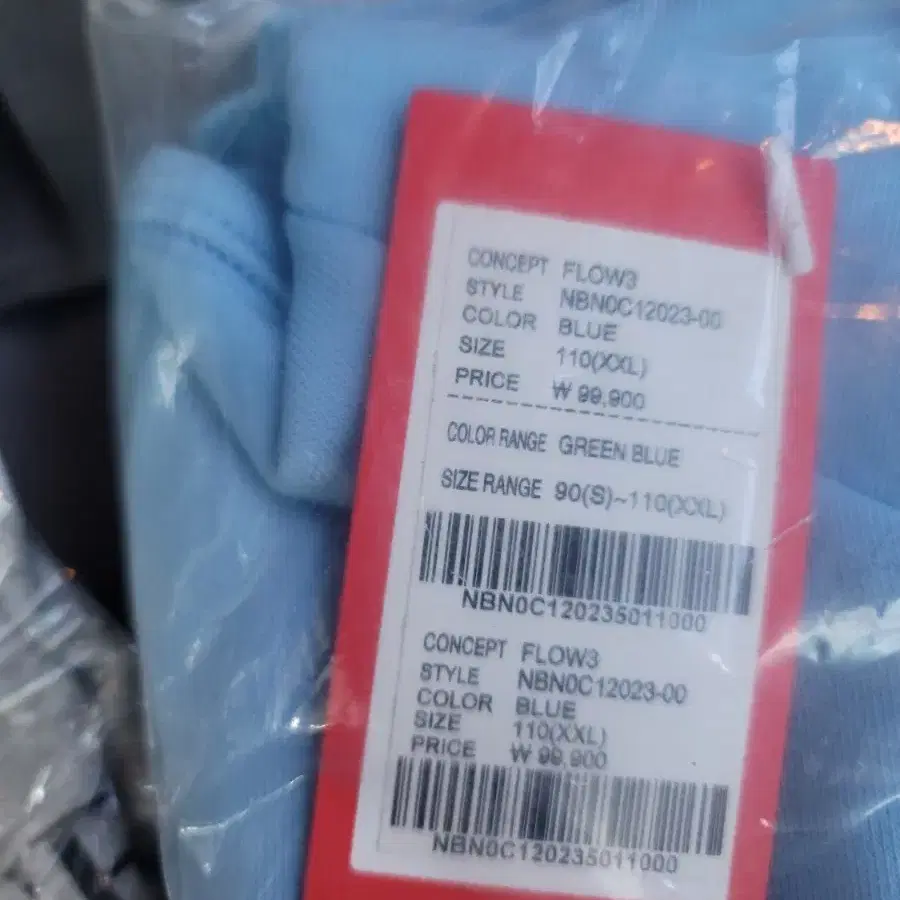 CONCEPT FLOW3
STYLE NBN0C12023-00
COLOR BLUE
SIZE 110(XXL)
PRICE ₩ 99,900
COLOR RANGE GREEN BLUE
SIZE RANGE 90(S)~110(XXL)
NBN0C120235011000
CONCEPT FLOW3
STYLE NBN0C12023-00
COLOR BLUE
SIZE 110(XXL)
PRICE ₩ 99,900
NBN0C120235011000